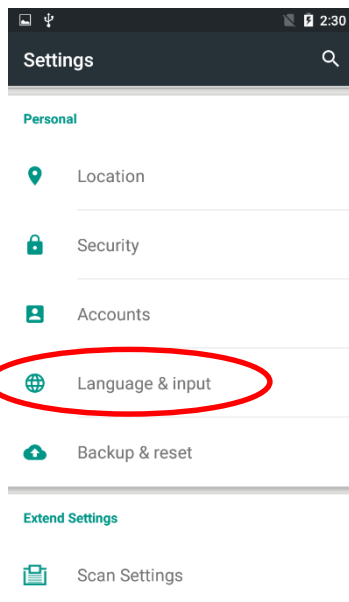 2:30
Settings
Personal
Location
Security
Accounts
Language & input
Backup & reset
Extend Settings
Scan Settings